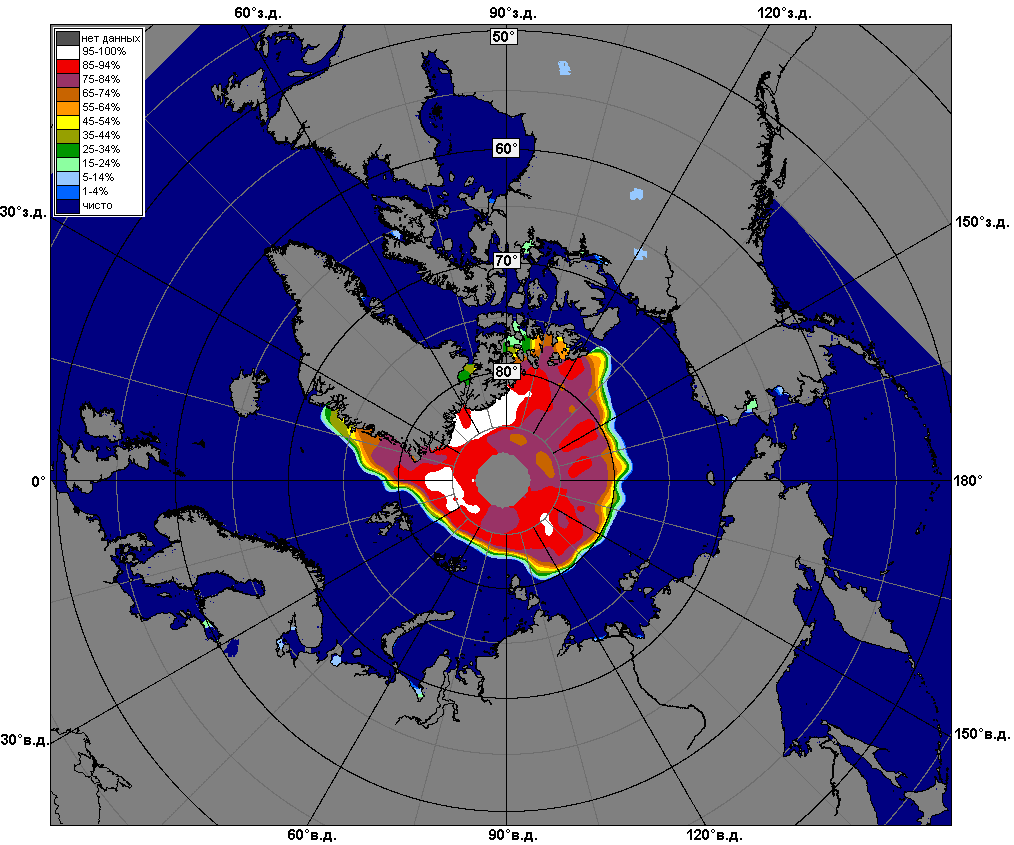 60°з.д.
90°з.д.
120°з.д.
50°
нет данных
95-100%
85-94%
75-84%
65-74%
55-64%
45-54%
35-44%
25-34%
15-24%
5-14%
1-4%
чисто
60°
30°з.д.
150°з.д.
70°
80°
0°
180°
30°в.д.
150°в.д.
60°в.д.
90°в.д.
120°в.д.